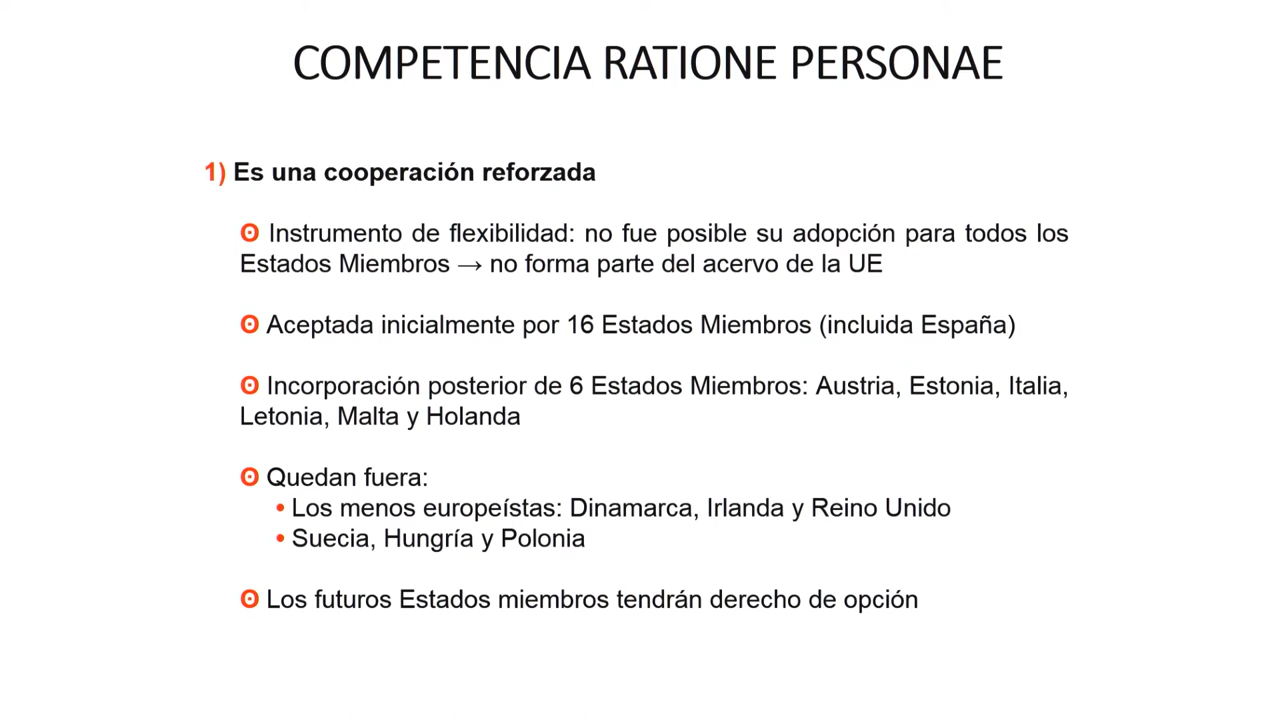 COMPETENCIA RATIONE PERSONAE
1) Es una cooperación reforzada
ʘ Instrumento de flexibilidad: no fue posible su adopción para todos los
Estados Miembros → no forma parte del acervo de la UE
ʘ Aceptada inicialmente por 16 Estados Miembros (incluida España)
ʘ Incorporación posterior de 6 Estados Miembros: Austria, Estonia, Italia,
Letonia, Malta y Holanda
ʘ Quedan fuera:
• Los menos europeístas: Dinamarca, Irlanda y Reino Unido
• Suecia, Hungría y Polonia
ʘ Los futuros Estados miembros tendrán derecho de opción